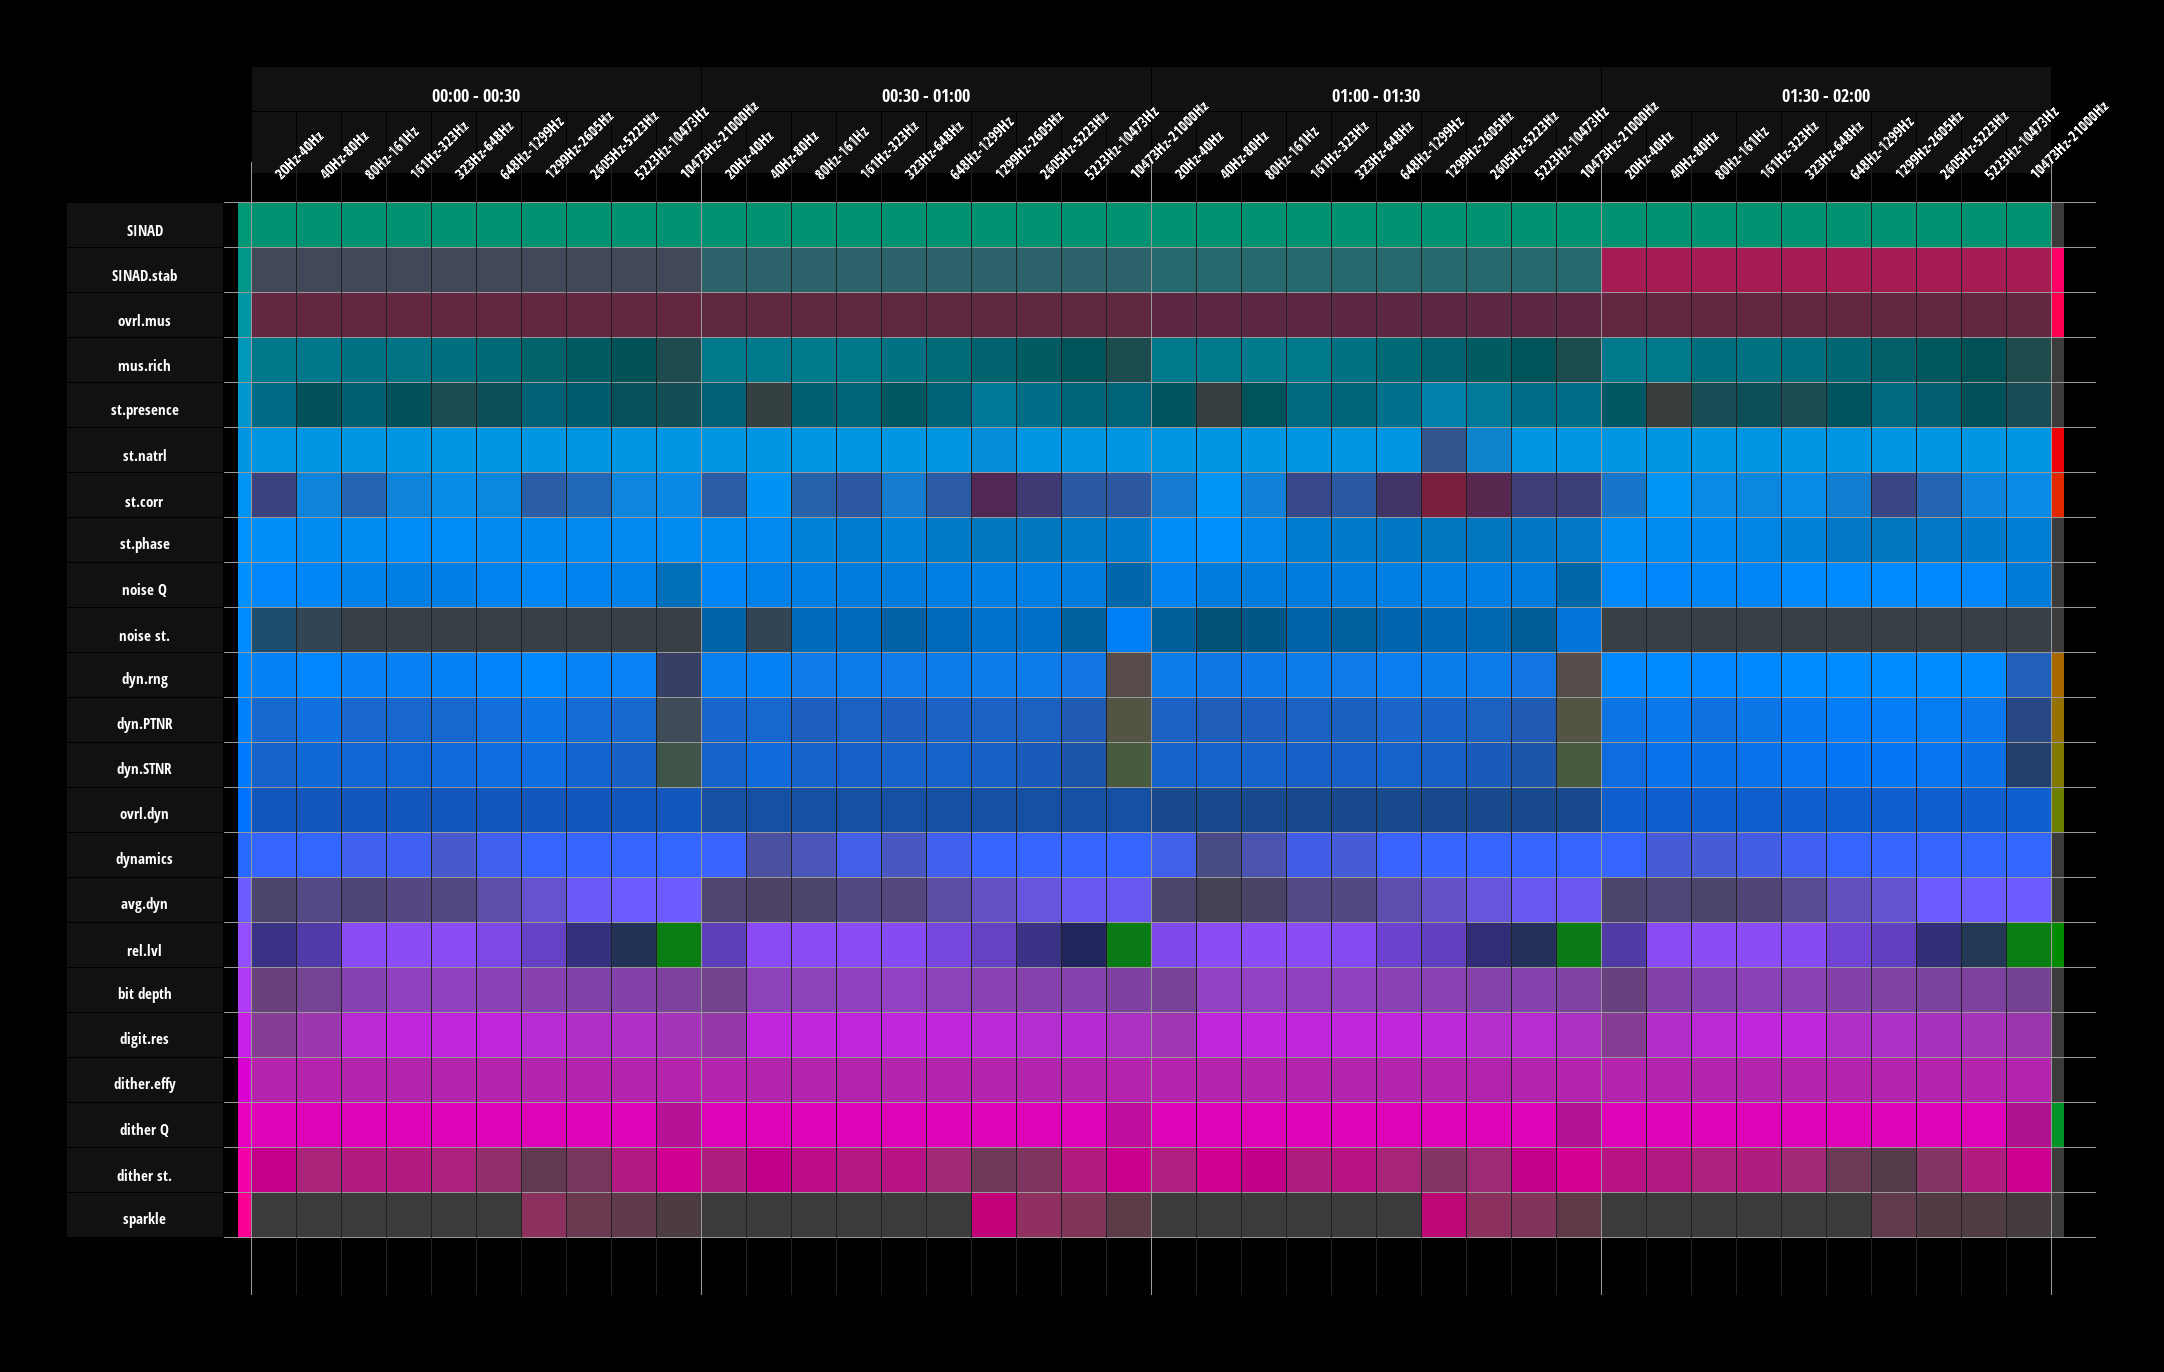 00:00 - 00:30 00:30 - 01:00 01:00 - 01:30 01:30 - 02:00
20Hz-40Hz 40Hz-80Hz 80Hz-161Hz 161Hz-323Hz 323Hz-648Hz 648Hz-1299Hz 1299Hz-2605Hz 2605Hz-5223Hz 5223Hz-10473Hz 10473Hz-21000Hz 20Hz-40Hz 40Hz-80Hz 80Hz-161Hz 161Hz-323Hz 323Hz-648Hz 648Hz-1299Hz 1299Hz-2605Hz 2605Hz-5223Hz 5223Hz-10473Hz 10473Hz-21000Hz 20Hz-40Hz 40Hz-80Hz 80Hz-161Hz 161Hz-323Hz 323Hz-648Hz 648Hz-1299Hz 1299Hz-2605Hz 2605Hz-5223Hz 5223Hz-10473Hz 10473Hz-21000Hz 20Hz-40Hz 40Hz-80Hz 80Hz-161Hz 161Hz-323Hz 323Hz-648Hz 648Hz-1299Hz 1299Hz-2605Hz 2605Hz-5223Hz 5223Hz-10473Hz 10473Hz-21000Hz
SINAD
SINAD.stab
ovrl.mus
mus.rich
st.presence
st.natrl
st.corr
st.phase
noise Q
noise st.
dyn.rng
dyn.PTNR
dyn.STNR
ovrl.dyn
dynamics
avg.dyn
rel.lvl
bit depth
digit.res
dither.effy
dither Q
dither st.
sparkle